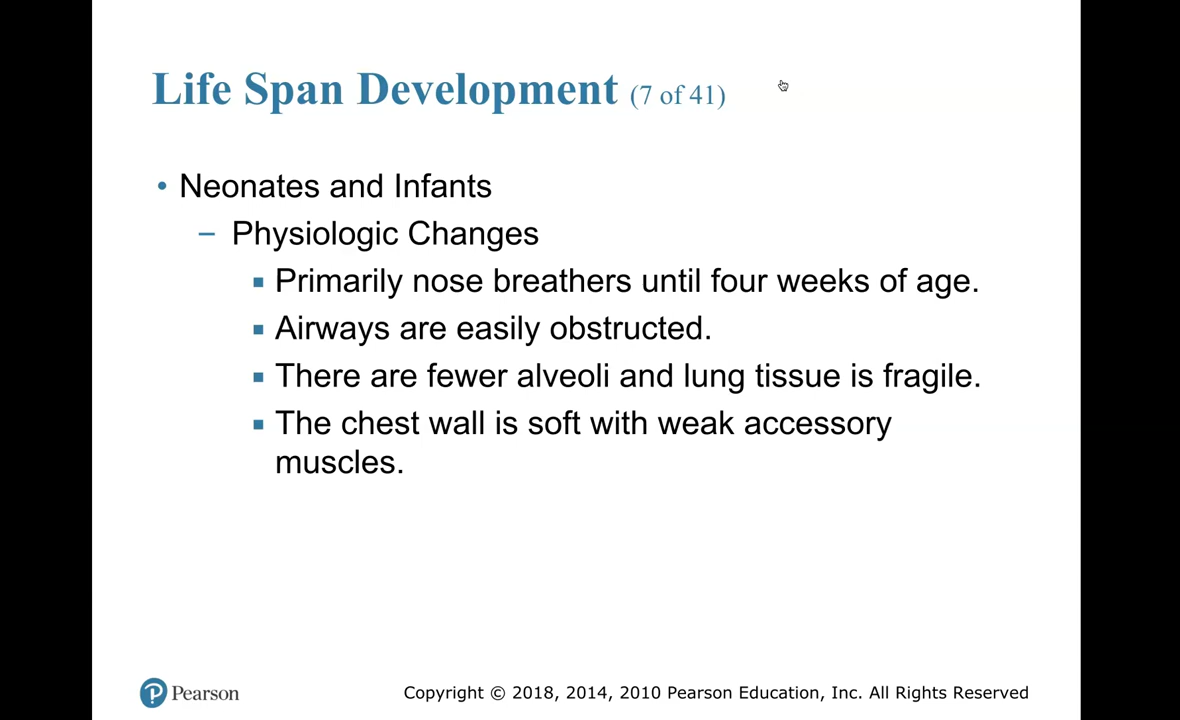 Life Span Development (7 of 41)
• Neonates and Infants
– Physiologic Changes
▪ Primarily nose breathers until four weeks of age.
▪ Airways are easily obstructed.
▪ There are fewer alveoli and lung tissue is fragile.
▪ The chest wall is soft with weak accessory
muscles.
P Pearson
Copyright © 2018, 2014, 2010 Pearson Education, Inc. All Rights Reserved